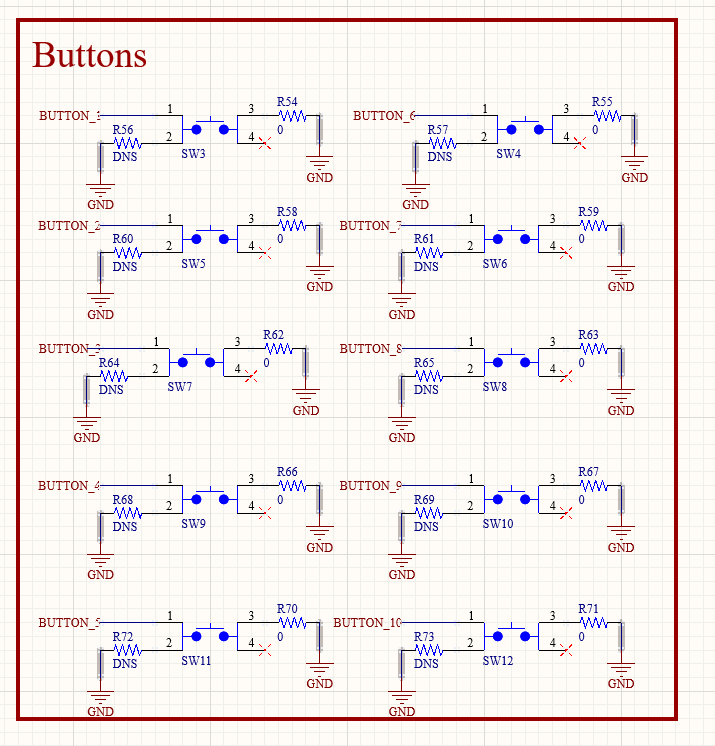 Buttons
BUTTON_1 1 3 R54 BUTTON_6 1 3 R55
R56 2 4 0 R57 2 4 0
DNS SW3 GND DNS SW4 GND
GND GND
BUTTON_2 1 3 R58 BUTTON_7 1 3 R59
R60 2 4 0 R61 2 4 0
DNS SW5 GND DNS SW6 GND
GND GND
BUTTON_3 1 3 R62 BUTTON_8 1 3 R63
R64 2 4 0 R65 2 4 0
DNS SW7 GND DNS SW8 GND
GND GND
BUTTON_4 1 3 R66 BUTTON_9 1 3 R67
R68 2 4 0 R69 2 4 0
DNS SW9 GND DNS SW10 GND
GND GND
BUTTON_5 1 3 R70 BUTTON_10 1 3 R71
R72 2 4 0 R73 2 4 0
DNS SW11 GND DNS SW12 GND
GND GND